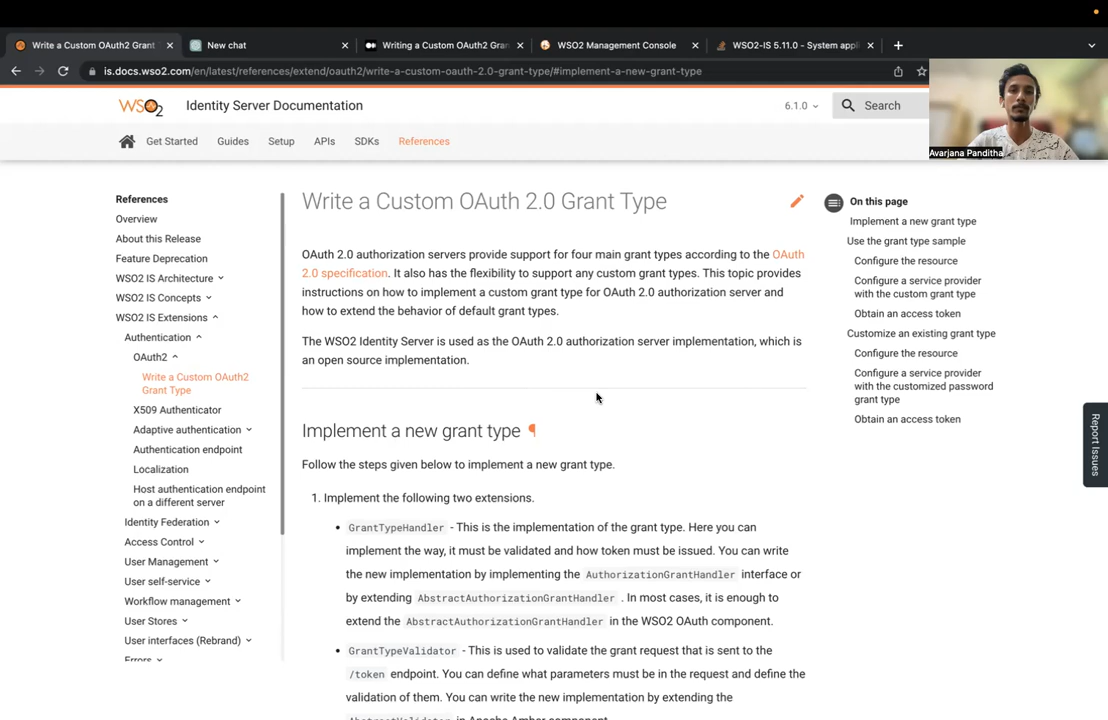 Write a Custom OAuth2 Grant
New chat
Writing a Custom OAuth2 Gran
WSO2 Management Console
WSO2-IS 5.11.0 - System appli
is.docs.wso2.com/en/latest/references/extend/oauth2/write-a-custom-oauth-2.0-grant-type/#implement-a-new-grant-type
WSO2 Identity Server Documentation
6.1.0
Search
Avarjana Panditha
Get Started
Guides
Setup
APIs
SDKs
References
References
Overview
About this Release
Feature Deprecation
WSO2 IS Architecture
WSO2 IS Concepts
WSO2 IS Extensions
Authentication
OAuth2
Write a Custom OAuth2
Grant Type
X509 Authenticator
Adaptive authentication
Authentication endpoint
Localization
Host authentication endpoint
on a different server
Identity Federation
Access Control
User Management
User self-service
Workflow management
User Stores
User interfaces (Rebrand)
Errors
Write a Custom OAuth 2.0 Grant Type
OAuth 2.0 authorization servers provide support for four main grant types according to the OAuth
2.0 specification. It also has the flexibility to support any custom grant types. This topic provides
instructions on how to implement a custom grant type for OAuth 2.0 authorization server and
how to extend the behavior of default grant types.
The WSO2 Identity Server is used as the OAuth 2.0 authorization server implementation, which is
an open source implementation.
Implement a new grant type ¶
Follow the steps given below to implement a new grant type.
1. Implement the following two extensions.
• GrantTypeHandler - This is the implementation of the grant type. Here you can
implement the way, it must be validated and how token must be issued. You can write
the new implementation by implementing the AuthorizationGrantHandler interface or
by extending AbstractAuthorizationGrantHandler . In most cases, it is enough to
extend the AbstractAuthorizationGrantHandler in the WSO2 OAuth component.
• GrantTypeValidator - This is used to validate the grant request that is sent to the
/token endpoint. You can define what parameters must be in the request and define the
validation of them. You can write the new implementation by extending the
AbstractValidator in Apache Amber component.
On this page
Implement a new grant type
Use the grant type sample
Configure the resource
Configure a service provider
with the custom grant type
Obtain an access token
Customize an existing grant type
Configure the resource
Configure a service provider
with the customized password
grant type
Obtain an access token
Report Issues